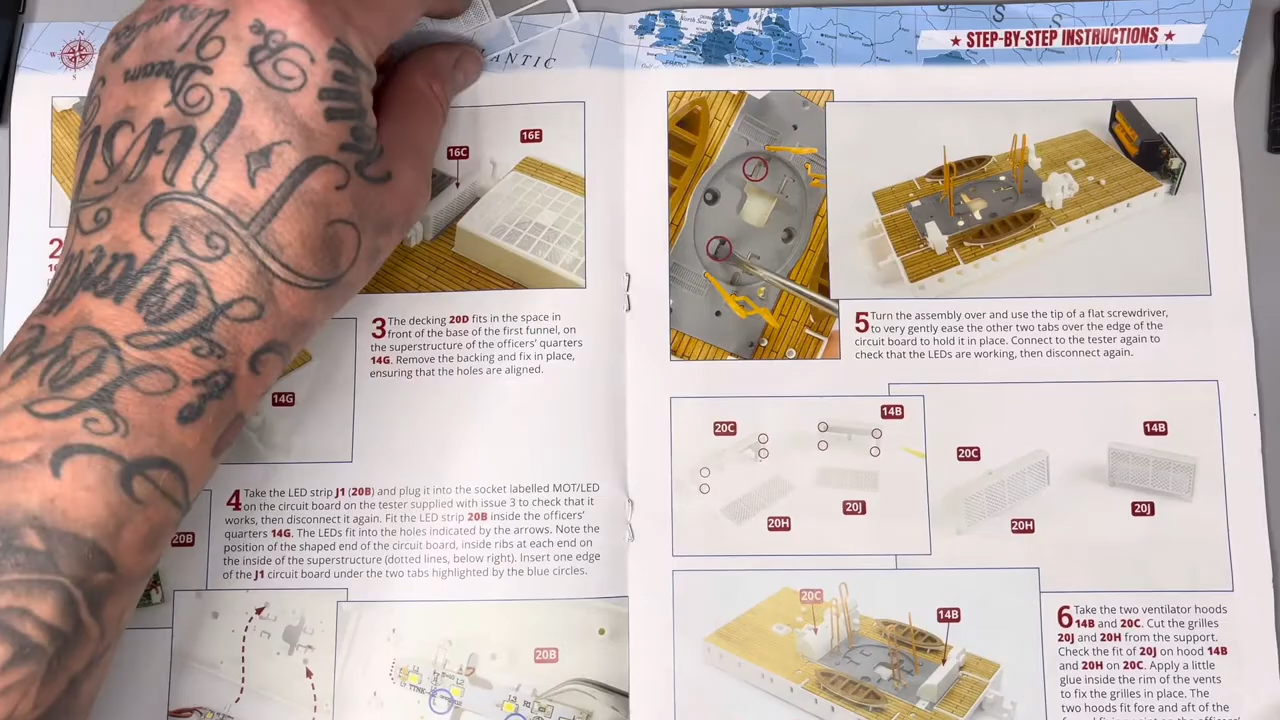 North Sea
ANTIC
★ STEP-BY-STEP INSTRUCTIONS ★
Dream
16C
16E
2
3 The decking 20D fits in the space in
front of the base of the first funnel, on
the superstructure of the officers' quarters
14G. Remove the backing and fix in place,
ensuring that the holes are aligned.
14G
4 Take the LED strip J1 (20B) and plug it into the socket labelled MOT/LED
on the circuit board on the tester supplied with issue 3 to check that it
works, then disconnect it again. Fit the LED strip 20B inside the officers'
quarters 14G. The LEDs fit into the holes indicated by the arrows. Note the
position of the shaped end of the circuit board, inside ribs at each end on
the inside of the superstructure (dotted lines, below right). Insert one edge
of the J1 circuit board under the two tabs highlighted by the blue circles.
20B
20B
5 Turn the assembly over and use the tip of a flat screwdriver,
to very gently ease the other two tabs over the edge of the
circuit board to hold it in place. Connect to the tester again to
check that the LEDs are working, then disconnect again.
20C
14B
20H
20J
20C
14B
20H
20J
20C
14B
6 Take the two ventilator hoods
14B and 20C. Cut the grilles
20J and 20H from the support.
Check the fit of 20J on hood 14B
and 20H on 20C. Apply a little
glue inside the rim of the vents
to fix the grilles in place. The
two hoods fit fore and aft of the